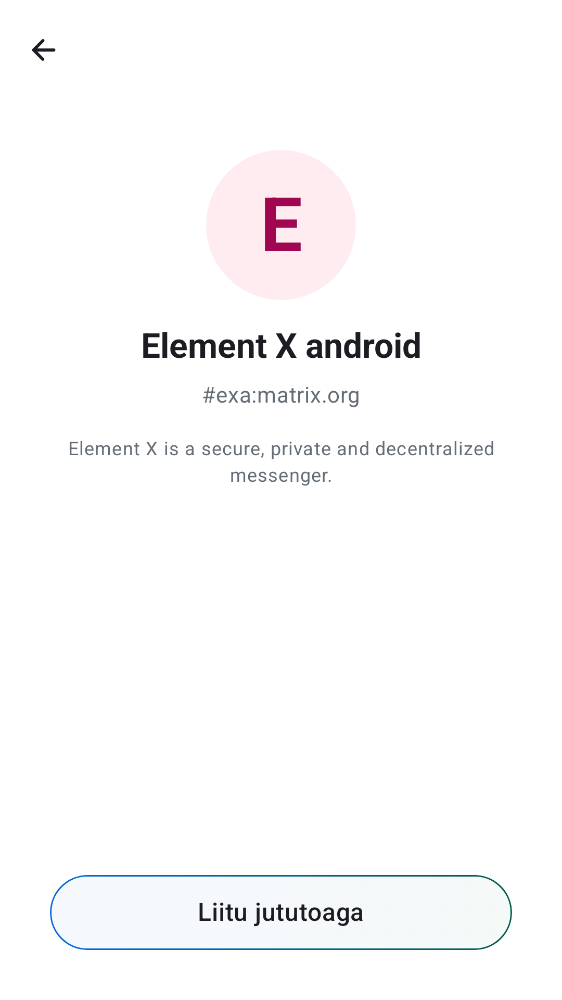 E
Element X android
#exa:matrix.org
Element X is a secure, private and decentralized
messenger.
Liitu jututoaga